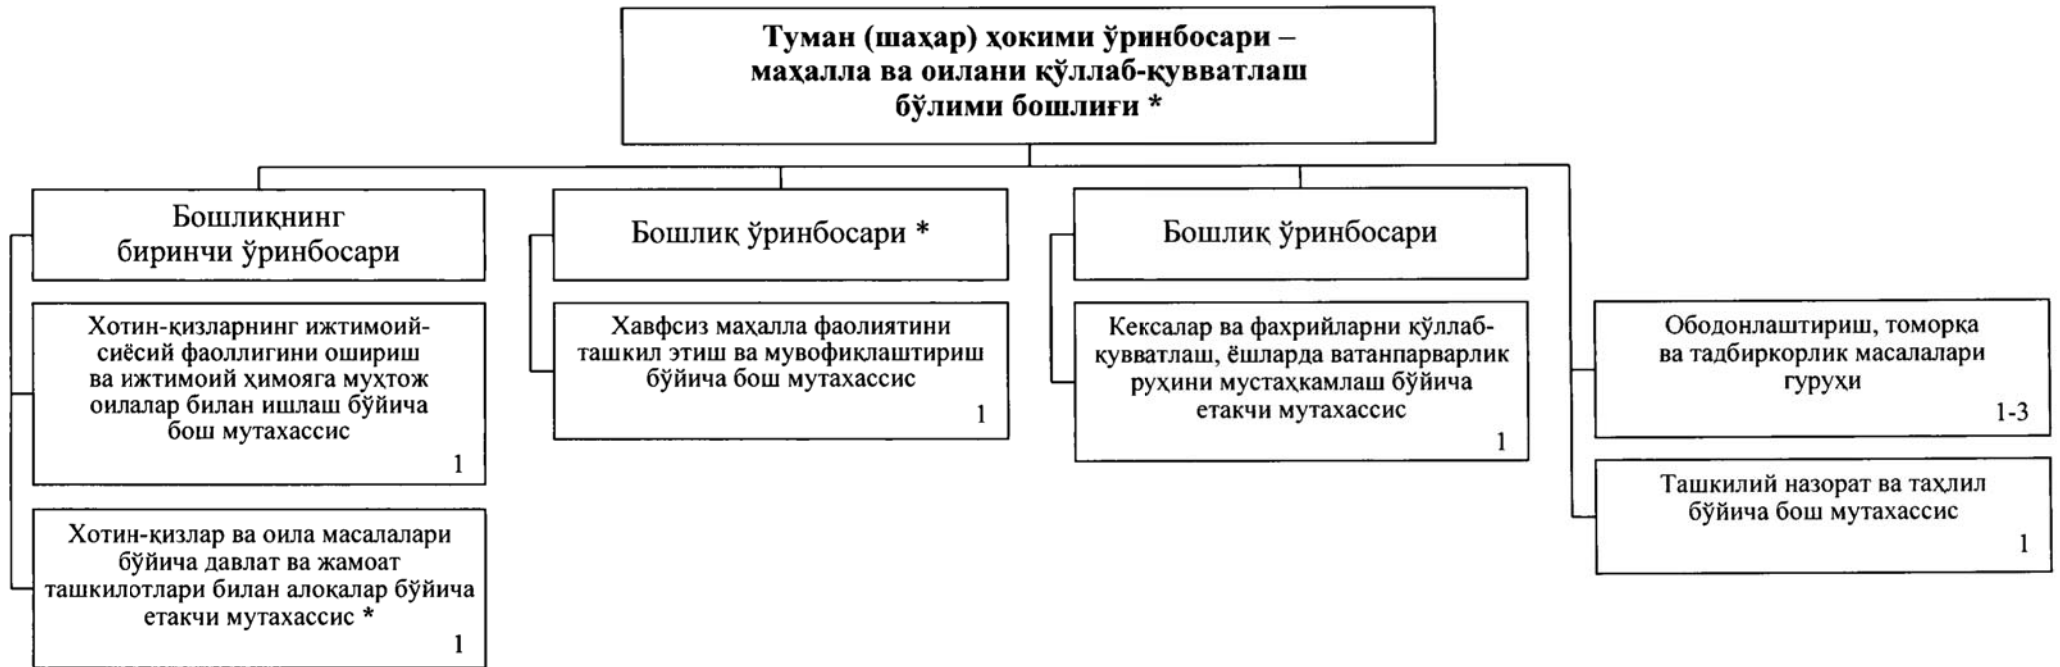 Туман (шаҳар) ҳокими ўринбосари –
маҳалла ва оилани қўллаб-қувватлаш
бўлими бошлиғи *
Бошлиқнинг
биринчи ўринбосари
Хотин-қизларнинг ижтимоий-
сиёсий фаоллигини ошириш
ва ижтимоий ҳимояга муҳтож
оилалар билан ишлаш бўйича
бош мутахассис
1
Хотин-қизлар ва оила масалалари
бўйича давлат ва жамоат
ташкилотлари билан алоқалар бўйича
етакчи мутахассис *
1
Бошлиқ ўринбосари *
Хавфсиз маҳалла фаолиятини
ташкил этиш ва мувофиқлаштириш
бўйича бош мутахассис
1
Бошлиқ ўринбосари
Кексалар ва фахрийларни қўллаб-
қувватлаш, ёшларда ватанпарварлик
руҳини мустаҳкамлаш бўйича
етакчи мутахассис
1
Ободонлаштириш, томорқа
ва тадбиркорлик масалалари
гуруҳи
1-3
Ташкилий назорат ва таҳлил
бўйича бош мутахассис
1